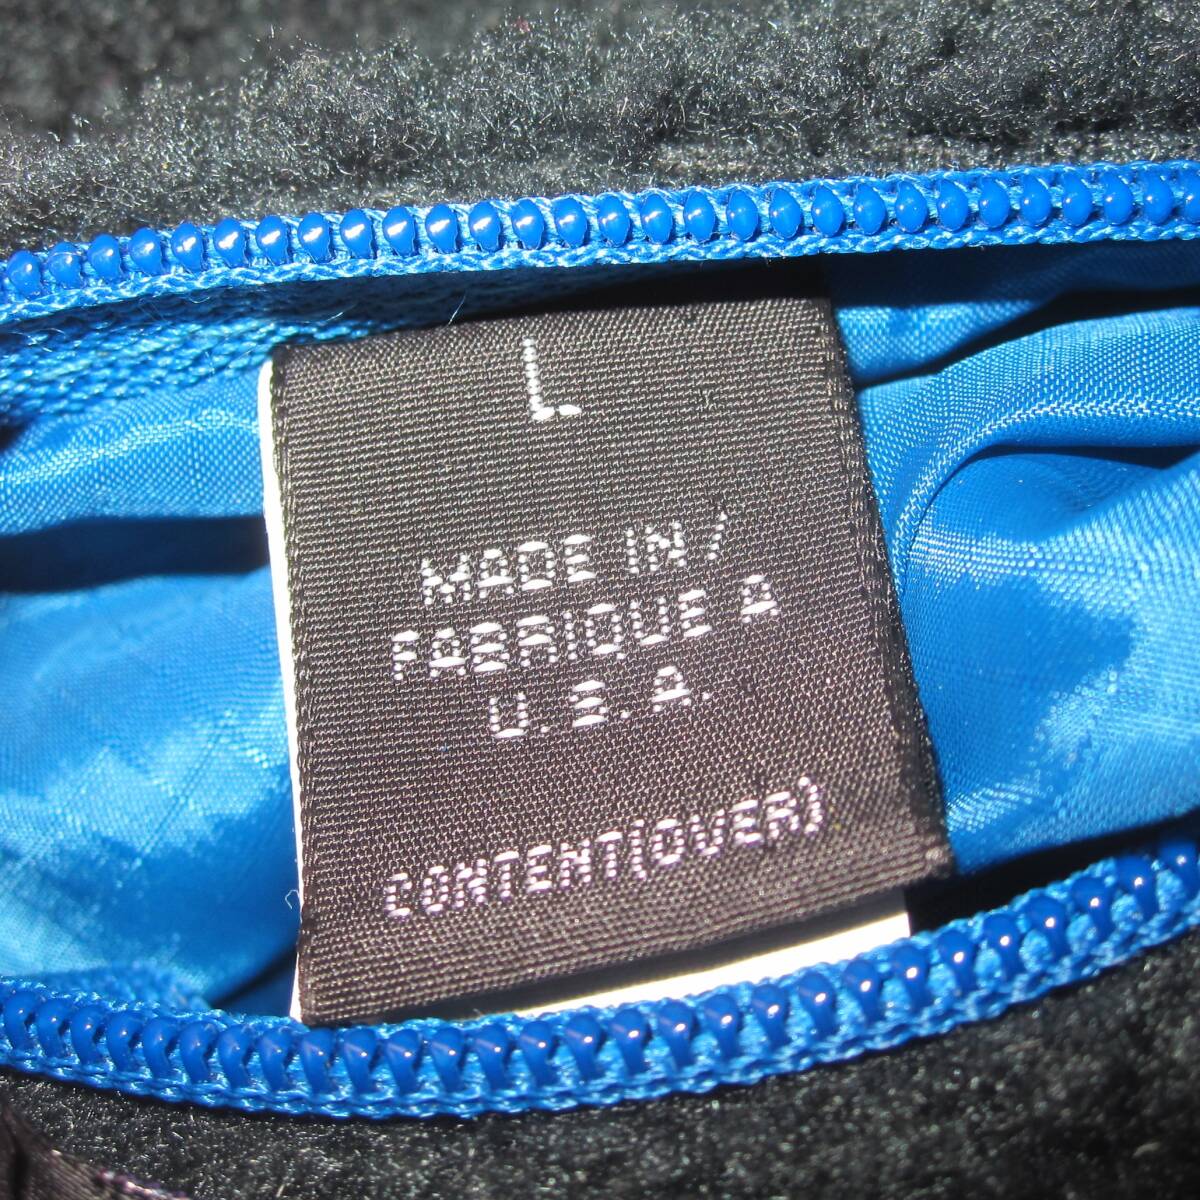 L
MADE IN /
FABRIQUE A
U.S.A.
CONTENT(OVER)